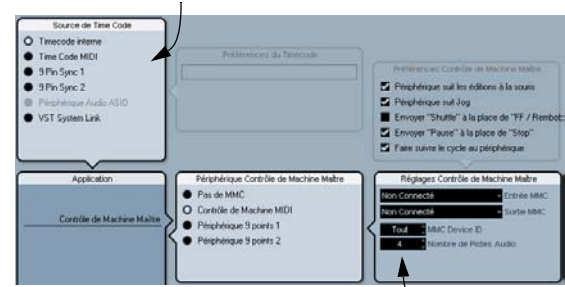 Source de Time Code
Timecode interne
Time Code MIDI
9 Pin Sync 1
9 Pin Sync 2
Périphérique Audio ASIO
VST System Link
Préférences du Timecode
Préférences Contrôle de Machine Maître
Périphérique suit les éditions à la souris
Périphérique suit Jog
Envoyer "Shuttle" à la place de "FF / Rembob
Envoyer "Pause" à la place de "Stop"
Faire suivre le cycle au périphérique
Application
Contrôle de Machine Maître
Périphérique Contrôle de Machine Maître
Pas de MMC
Contrôle de Machine MIDI
Périphérique 9 points 1
Périphérique 9 points 2
Réglages Contrôle de Machine Maître
Non Connecté Entrée MMC
Non Connecté Sortie MMC
Tout MMC Device ID
4 Nombre de Pistes Audio